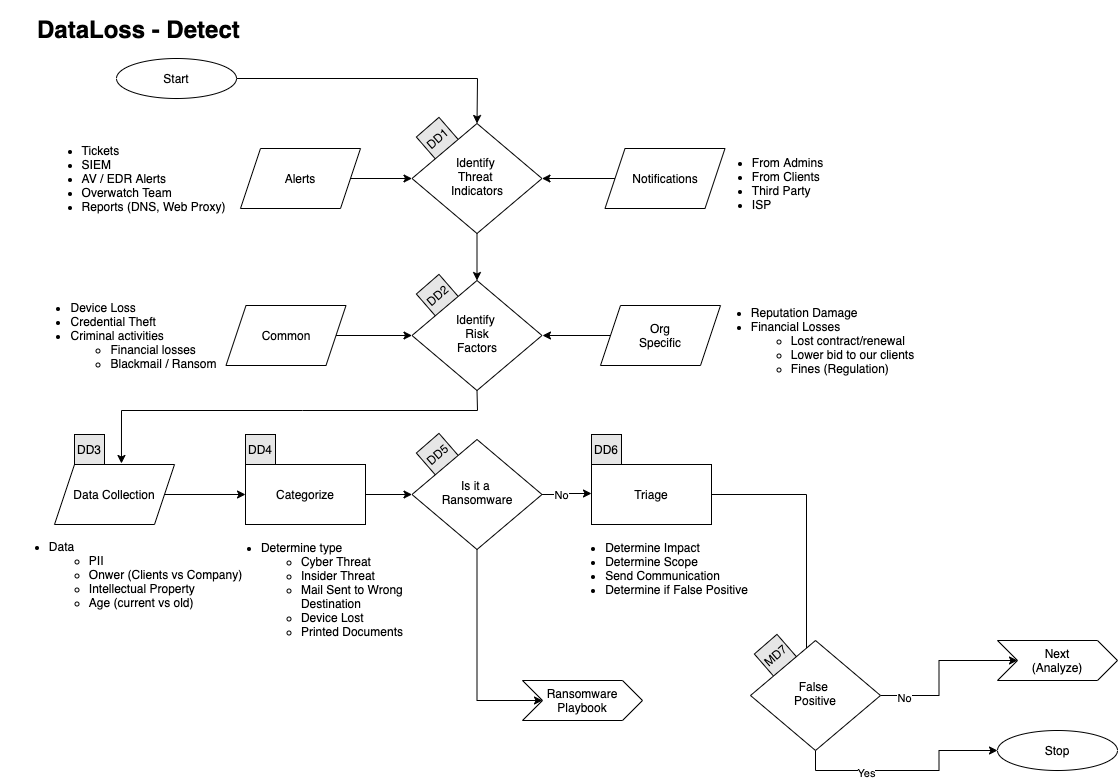 DataLoss - Detect
Start
DD1
Identify
Threat
Indicators
Tickets
SIEM
AV / EDR Alerts
Overwatch Team
Reports (DNS, Web Proxy)
Alerts
Notifications
From Admins
From Clients
Third Party
ISP
DD2
Identify
Risk
Factors
Device Loss
Credential Theft
Criminal activities
Financial losses
Blackmail / Ransom
Common
Org
Specific
Reputation Damage
Financial Losses
Lost contract/renewal
Lower bid to our clients
Fines (Regulation)
DD3
Data Collection
Data
PII
Onwer (Clients vs Company)
Intellectual Property
Age (current vs old)
DD4
Categorize
Determine type
Cyber Threat
Insider Threat
Mail Sent to Wrong
Destination
Device Lost
Printed Documents
DD5
Is it a
Ransomware
No
DD6
Triage
Determine Impact
Determine Scope
Send Communication
Determine if False Positive
Ransomware
Playbook
MD7
False
Positive
No
Next
(Analyze)
Yes
Stop